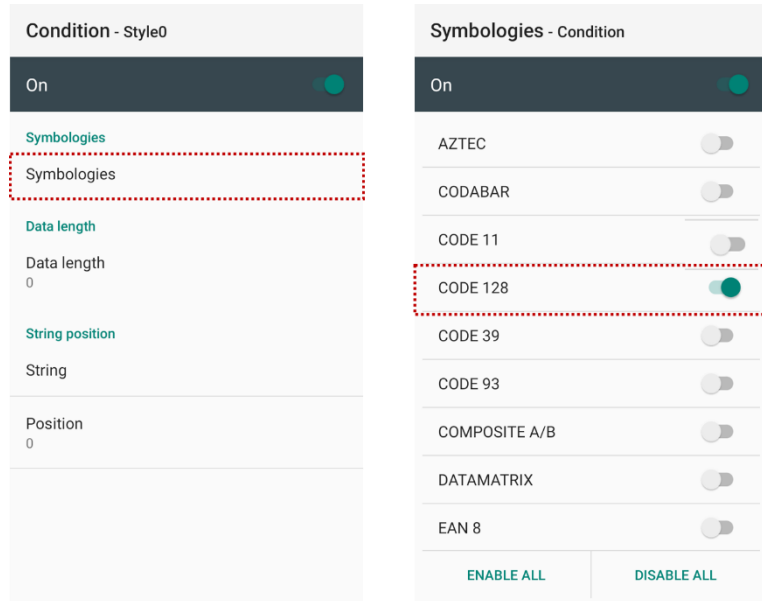 Condition - Style0
On
Symbologies
Symbologies
Data length
Data length
0
String position
String
Position
0
Symbologies - Condition
On
AZTEC
CODABAR
CODE 11
CODE 128
CODE 39
CODE 93
COMPOSITE A/B
DATAMATRIX
EAN 8
ENABLE ALL DISABLE ALL